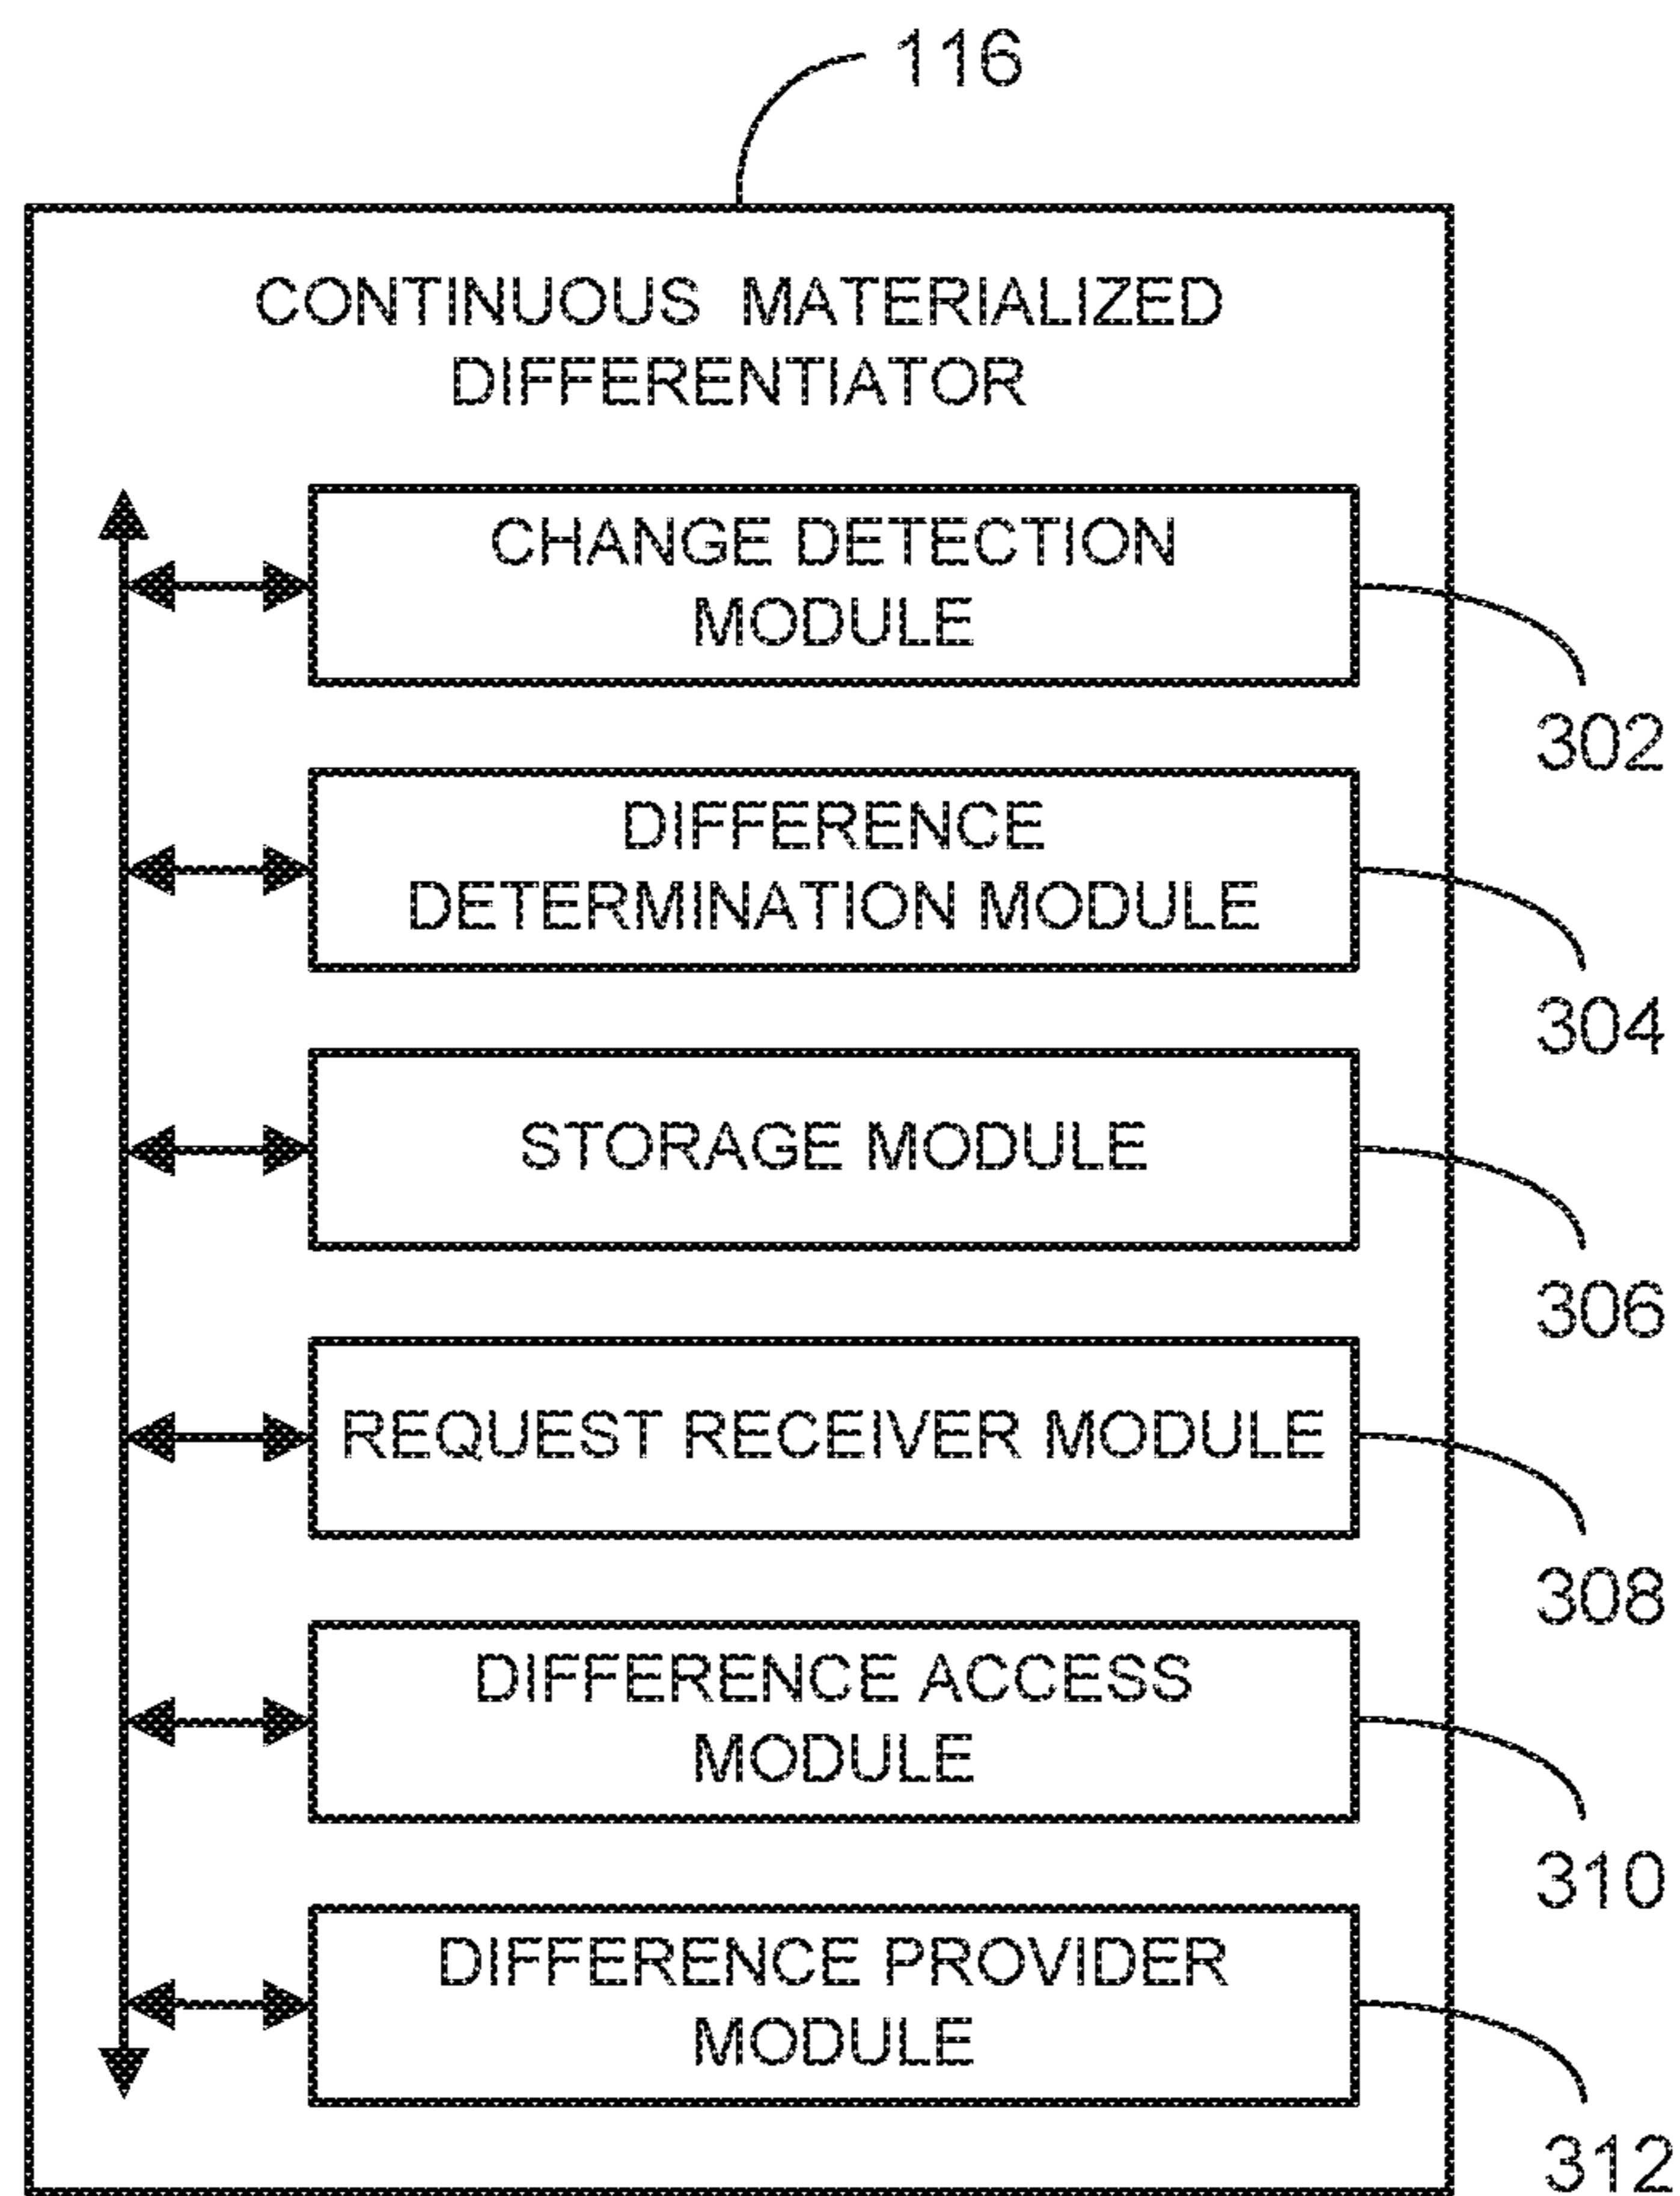 116
CONTINUOUS MATERIALIZED
DIFFERENTIATOR
CHANGE DETECTION
MODULE
302
DIFFERENCE
DETERMINATION MODULE
304
STORAGE MODULE
306
REQUEST RECEIVER MODULE
308
DIFFERENCE ACCESS
MODULE
310
DIFFERENCE PROVIDER
MODULE
312